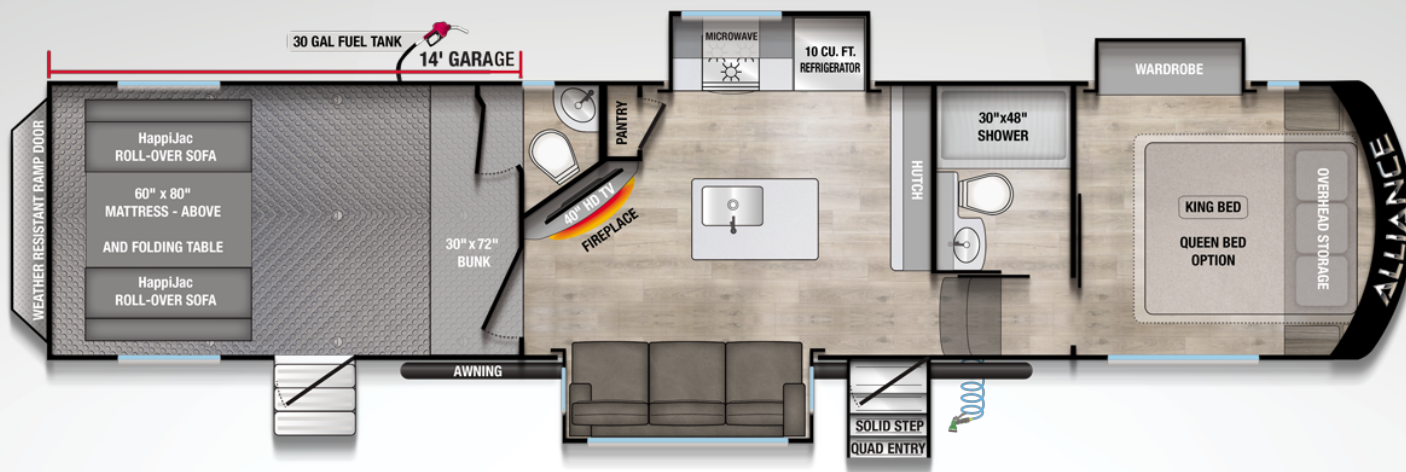 30 GAL FUEL TANK
14' GARAGE
WEATHER RESISTANT RAMP DOOR
HappiJac
ROLL-OVER SOFA
60" x 80"
MATTRESS - ABOVE
AND FOLDING TABLE
HappiJac
ROLL-OVER SOFA
30"x72"
BUNK
PANTRY
40" HD TV
FIREPLACE
MICROWAVE
10 CU. FT.
REFRIGERATOR
HUTCH
30"x48"
SHOWER
WARDROBE
KING BED
QUEEN BED
OPTION
OVERHEAD STORAGE
ALLIANCE
AWNING
SOLID STEP
QUAD ENTRY